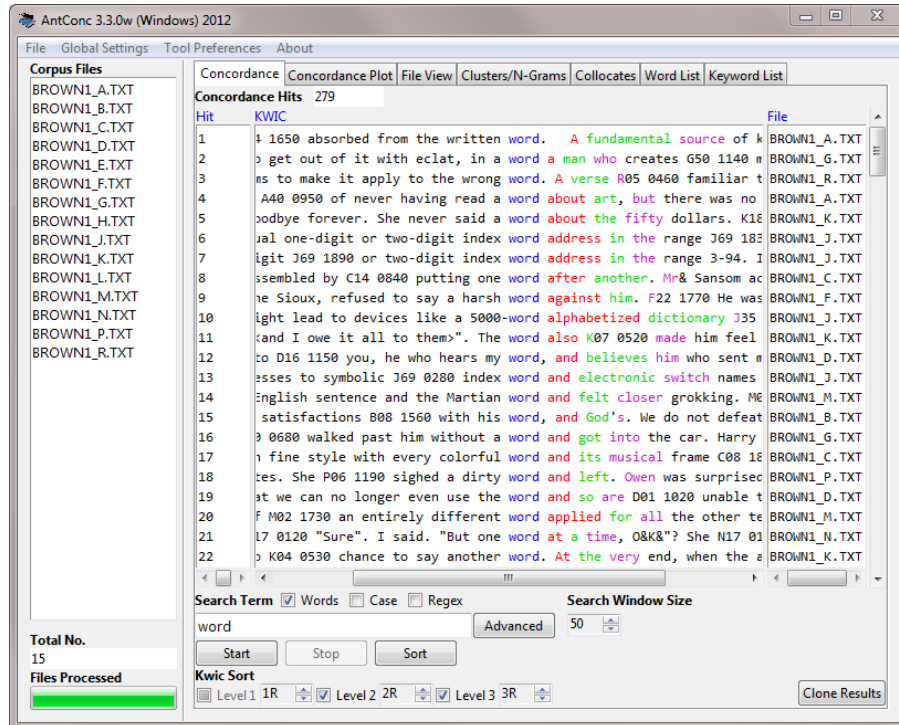 AntConc 3.3.0w (Windows) 2012
File Global Settings Tool Preferences About
Corpus Files
BROWN1_A.TXT
BROWN1_B.TXT
BROWN1_C.TXT
BROWN1_D.TXT
BROWN1_E.TXT
BROWN1_F.TXT
BROWN1_G.TXT
BROWN1_H.TXT
BROWN1_J.TXT
BROWN1_K.TXT
BROWN1_L.TXT
BROWN1_M.TXT
BROWN1_N.TXT
BROWN1_P.TXT
BROWN1_R.TXT
Total No.
15
Files Processed
Concordance Concordance Plot File View Clusters/N-Grams Collocates Word List Keyword List
Concordance Hits 279
Hit KWIC File
1 4 1650 absorbed from the written word. A fundamental source of k BROWN1_A.TXT
2 o get out of it with eclat, in a word a man who creates G50 1140 m BROWN1_G.TXT
3 ms to make it apply to the wrong word. A verse R05 0460 familiar t BROWN1_R.TXT
4 A40 0950 of never having read a word about art, but there was no BROWN1_A.TXT
5 oodbye forever. She never said a word about the fifty dollars. K18 BROWN1_K.TXT
6 ual one-digit or two-digit index word address in the range J69 183 BROWN1_J.TXT
7 igit J69 1890 or two-digit index word address in the range 3-94. I BROWN1_J.TXT
8 ssembled by C14 0840 putting one word after another. Mr& Sansom ac BROWN1_C.TXT
9 he Sioux, refused to say a harsh word against him. F22 1770 He was BROWN1_F.TXT
10 ight lead to devices like a 5000-word alphabetized dictionary J35 BROWN1_J.TXT
11 <and I owe it all to them>". The word also K07 0520 made him feel BROWN1_K.TXT
12 to D16 1150 you, he who hears my word, and believes him who sent m BROWN1_D.TXT
13 esses to symbolic J69 0280 index word and electronic switch names BROWN1_J.TXT
14 English sentence and the Martian word and felt closer grokking. M0 BROWN1_M.TXT
15 satisfactions B08 1560 with his word, and God's. We do not defeat BROWN1_B.TXT
16 0 0680 walked past him without a word and got into the car. Harry BROWN1_G.TXT
17 n fine style with every colorful word and its musical frame C08 18 BROWN1_C.TXT
18 tes. She P06 1190 sighed a dirty word and left. Owen was surprised BROWN1_P.TXT
19 at we can no longer even use the word and so are D01 1020 unable t BROWN1_D.TXT
20 f M02 1730 an entirely different word applied for all the other te BROWN1_M.TXT
21 17 0120 "Sure". I said. "But one word at a time, O&K&"? She N17 01 BROWN1_N.TXT
22 o K04 0530 chance to say another word. At the very end, when the a BROWN1_K.TXT
Search Term Words Case Regex Search Window Size
word Advanced 50
Start Stop Sort
Kwic Sort
Level 1 1R Level 2 2R Level 3 3R Clone Results